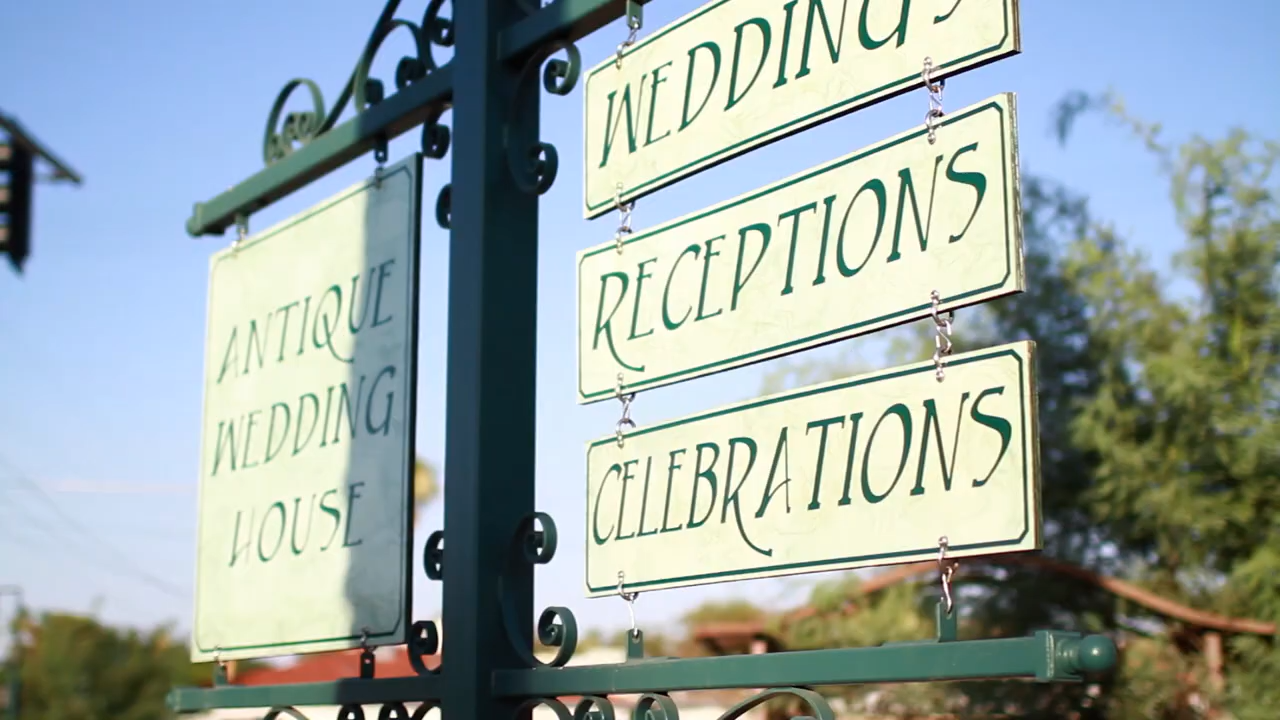 ANTIQUE
WEDDING
HOUSE
WEDDINGS
RECEPTIONS
CELEBRATIONS